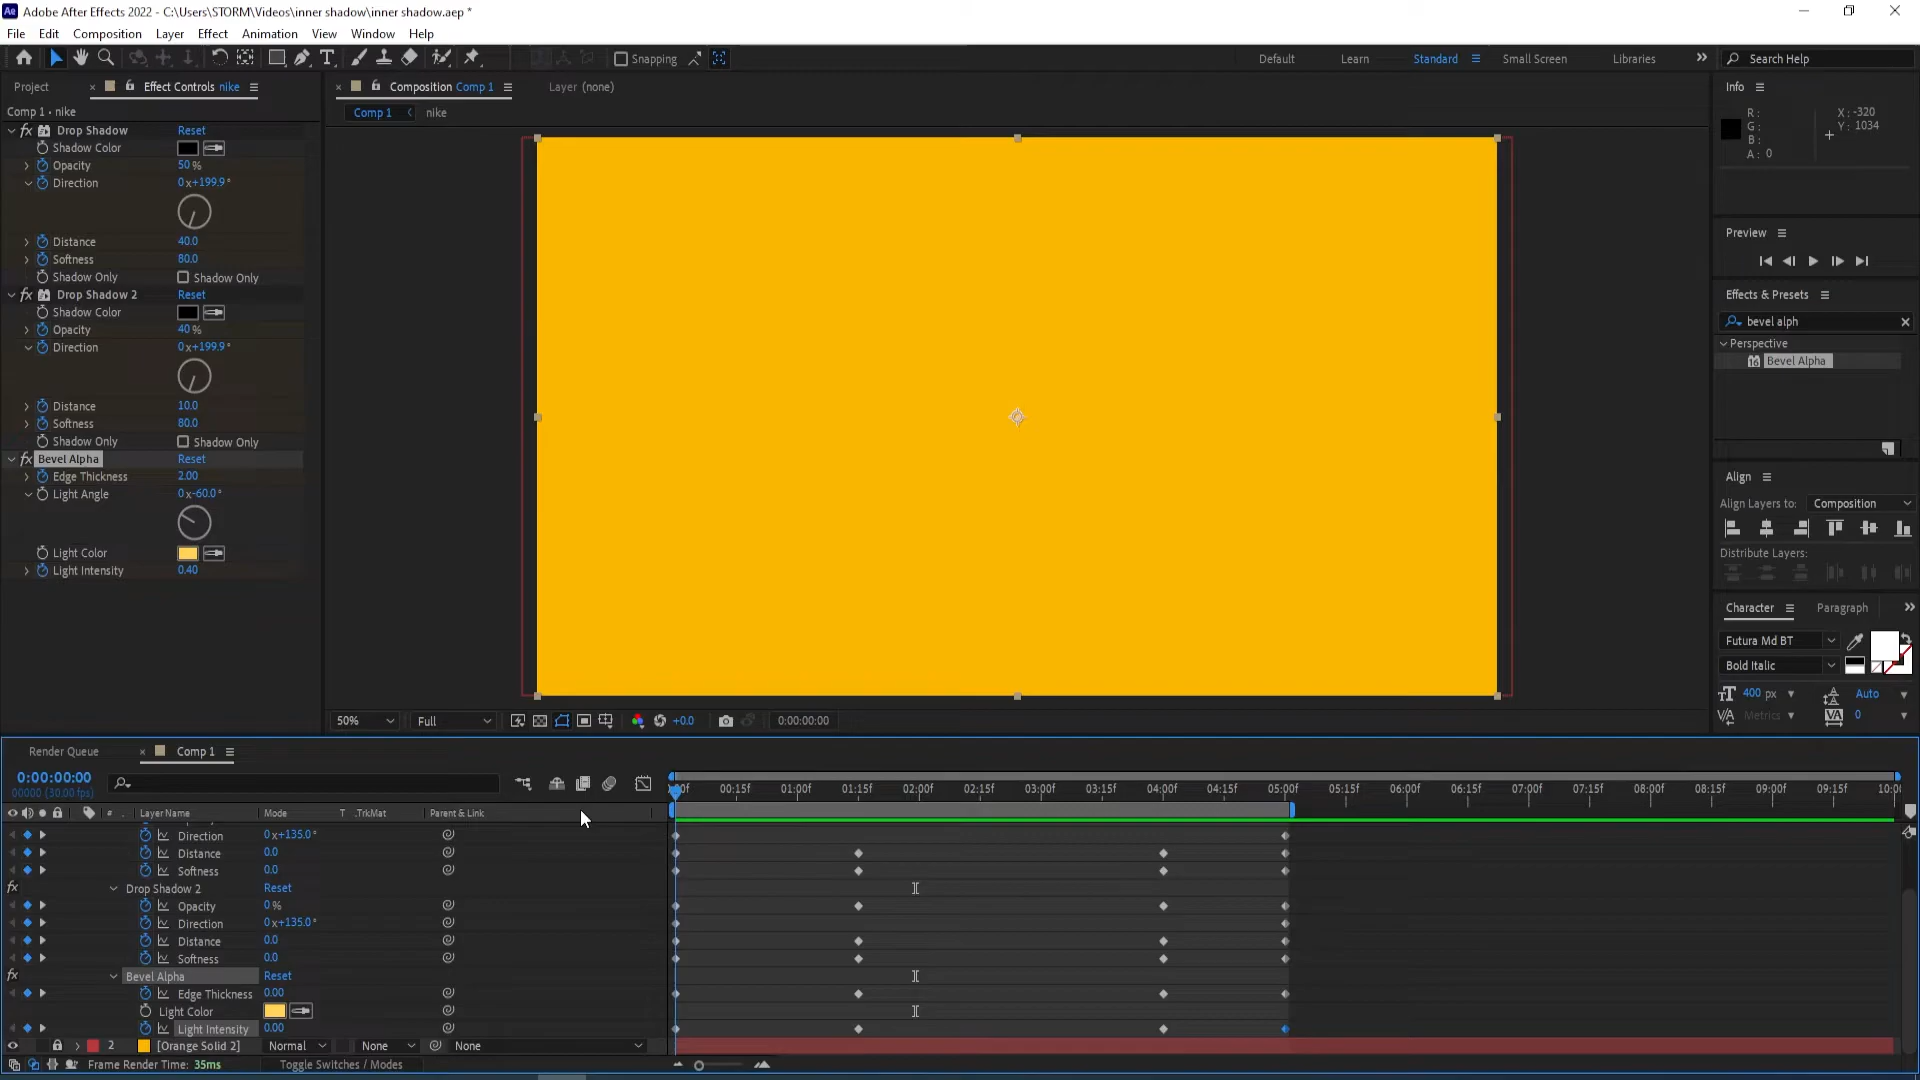 Adobe After Effects 2022 - C:\Users\STORM\Videos\inner shadow\inner shadow.aep *
File Edit Composition Layer Effect Animation View Window Help
Snapping Default Learn Standard Small Screen Libraries Search Help
Project Effect Controls nike
Comp 1 • nike
Drop Shadow Reset
Shadow Color
Opacity 50 %
Direction 0x+199.9°
Distance 40.0
Softness 80.0
Shadow Only Shadow Only
Drop Shadow 2 Reset
Shadow Color
Opacity 40 %
Direction 0x+199.9°
Distance 10.0
Softness 80.0
Shadow Only Shadow Only
Bevel Alpha Reset
Edge Thickness 2.00
Light Angle 0x-60.0°
Light Color
Light Intensity 0.40
Composition Comp 1 Layer (none)
Comp 1 nike
50% Full +0.0 0:00:00:00
Info
R: X: -320
G: Y: 1034
B:
A: 0
Preview
Effects & Presets
bevel alph
Perspective
Bevel Alpha
Align
Align Layers to: Composition
Distribute Layers:
Character Paragraph
Futura Md BT
Bold Italic
400 px Auto
Metrics 0
Render Queue Comp 1
0:00:00:00
00000 (30.00 fps)
# Layer Name Mode T .TrkMat Parent & Link
00f 00:15f 01:00f 01:15f 02:00f 02:15f 03:00f 03:15f 04:00f 04:15f 05:00f 05:15f 06:00f 06:15f 07:00f 07:15f 08:00f 08:15f 09:00f 09:15f 10:0
Direction 0x+135.0°
Distance 0.0
Softness 0.0
fx Drop Shadow 2 Reset
Opacity 0 %
Direction 0x+135.0°
Distance 0.0
Softness 0.0
fx Bevel Alpha Reset
Edge Thickness 0.00
Light Color
Light Intensity 0.00
2 [Orange Solid 2] Normal None None
Frame Render Time: 35ms Toggle Switches / Modes